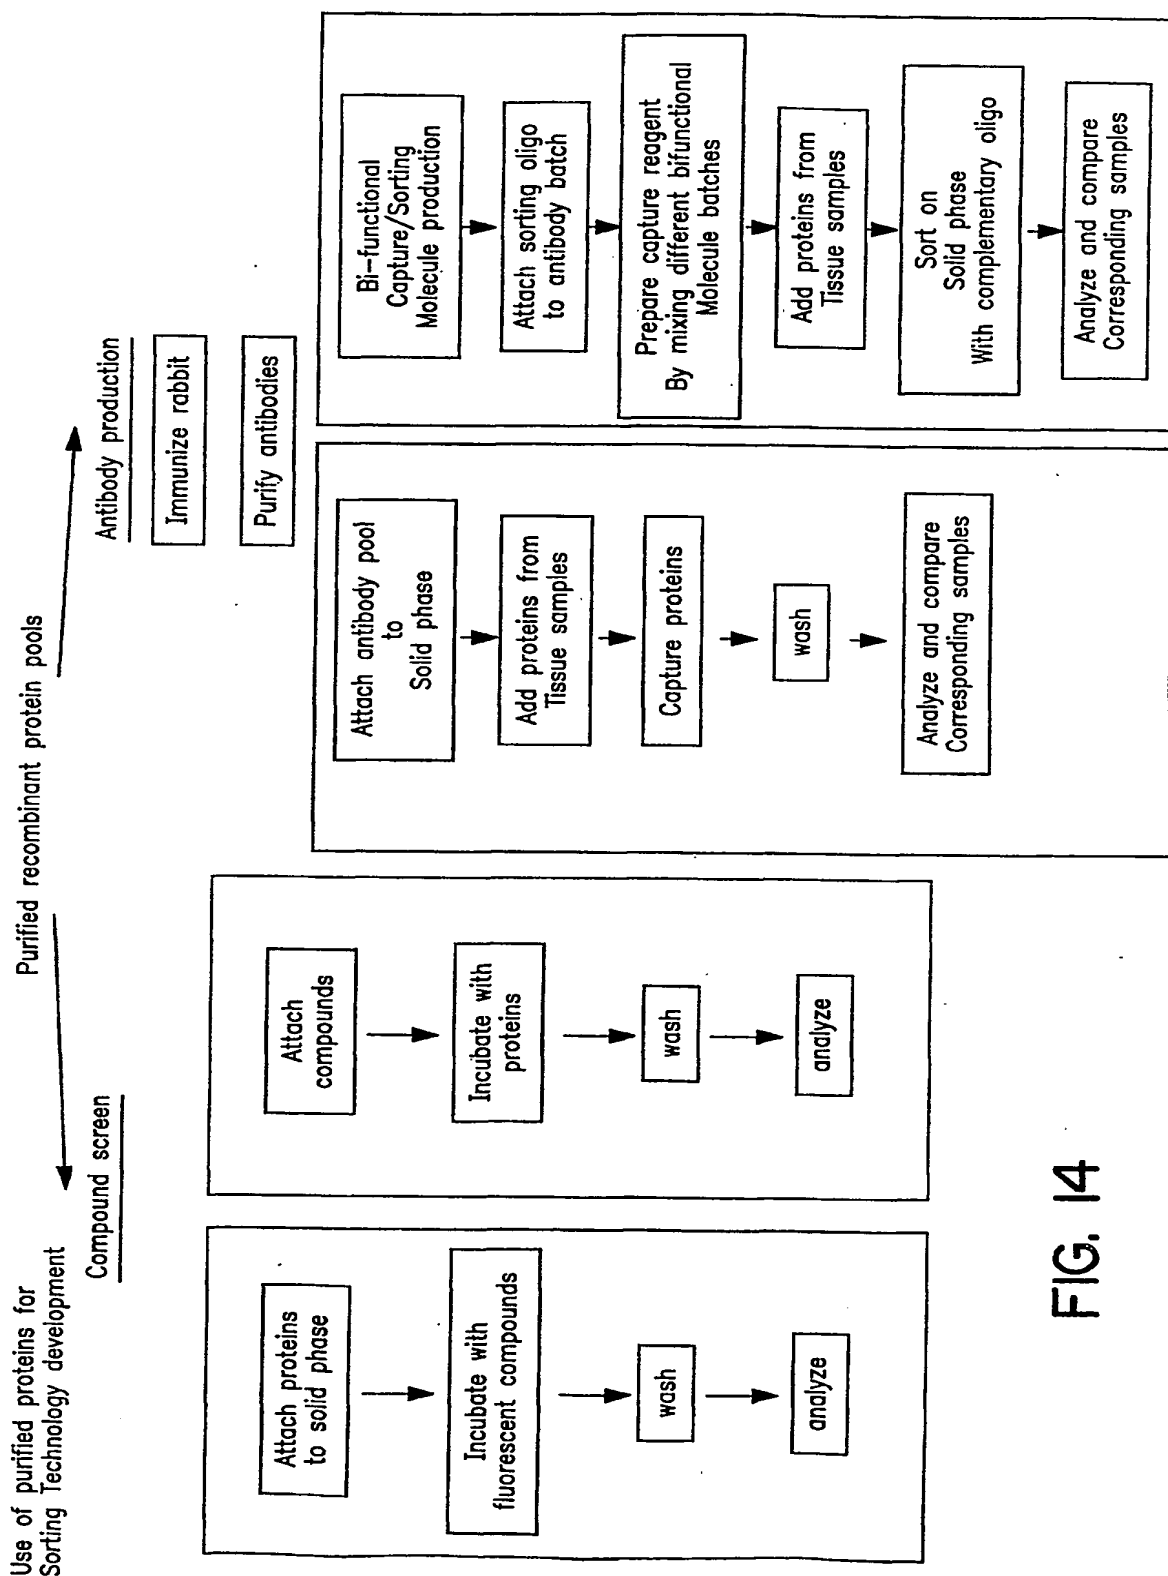 Use of purified proteins for
Sorting Technology development
Purified recombinant protein pools
Compound screen
Antibody production
Immunize rabbit
Purify antibodies
Attach proteins
to solid phase
Incubate with
fluorescent compounds
wash
analyze
Attach
compounds
Incubate with
proteins
wash
analyze
Attach antibody pool
to
Solid phase
Add proteins from
Tissue samples
Capture proteins
wash
Analyze and compare
Corresponding samples
Bi-functional
Capture/Sorting
Molecule production
Attach sorting oligo
to antibody batch
Prepare capture reagent
By mixing different bifunctional
Molecule batches
Add proteins from
Tissue samples
Sort on
Solid phase
With complementary oligo
Analyze and compare
Corresponding samples
FIG. 14